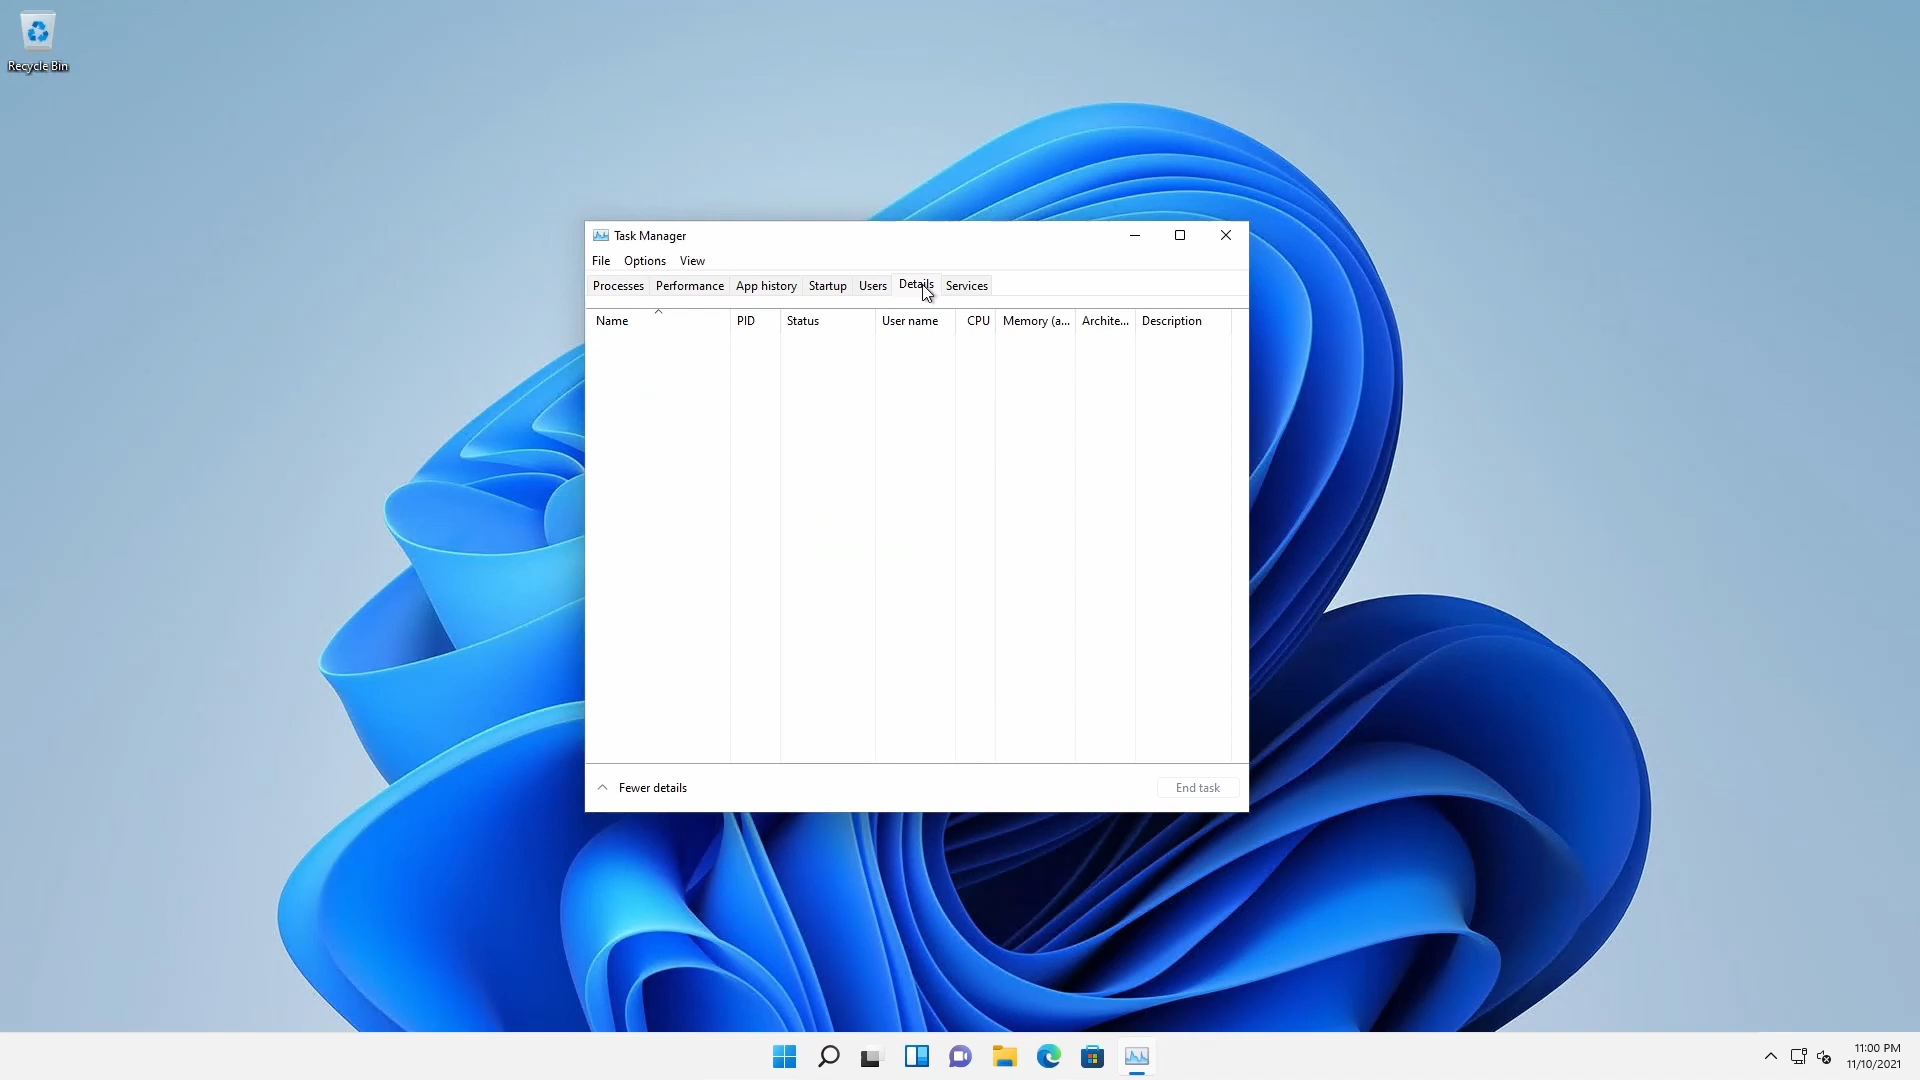 Recycle Bin
Task Manager
File Options View
Processes Performance App history Startup Users Details Services
Name PID Status User name CPU Memory (a... Archite... Description
Fewer details End task
11:00 PM
11/10/2021